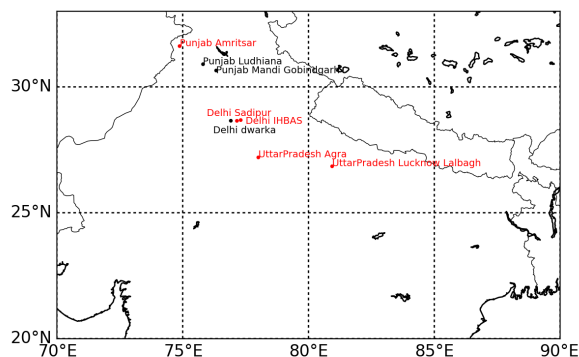 Punjab Amritsar
Punjab Ludhiana
Punjab Mandi Gobindgarh
30°N
Delhi Sadipur
Delhi IHBAS
Delhi dwarka
UttarPradesh Agra
UttarPradesh Lucknow Lalbagh
25°N
20°N
70°E 75°E 80°E 85°E 90°E